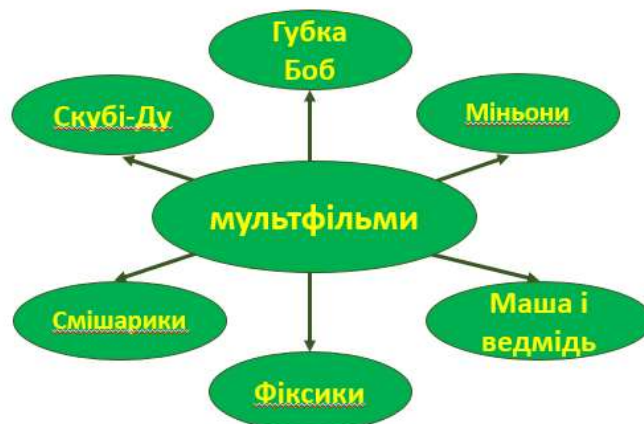 Губка
Боб
Скубі-Ду
Міньони
мультфільми
Смішарики
Маша і
ведмідь
Фіксики